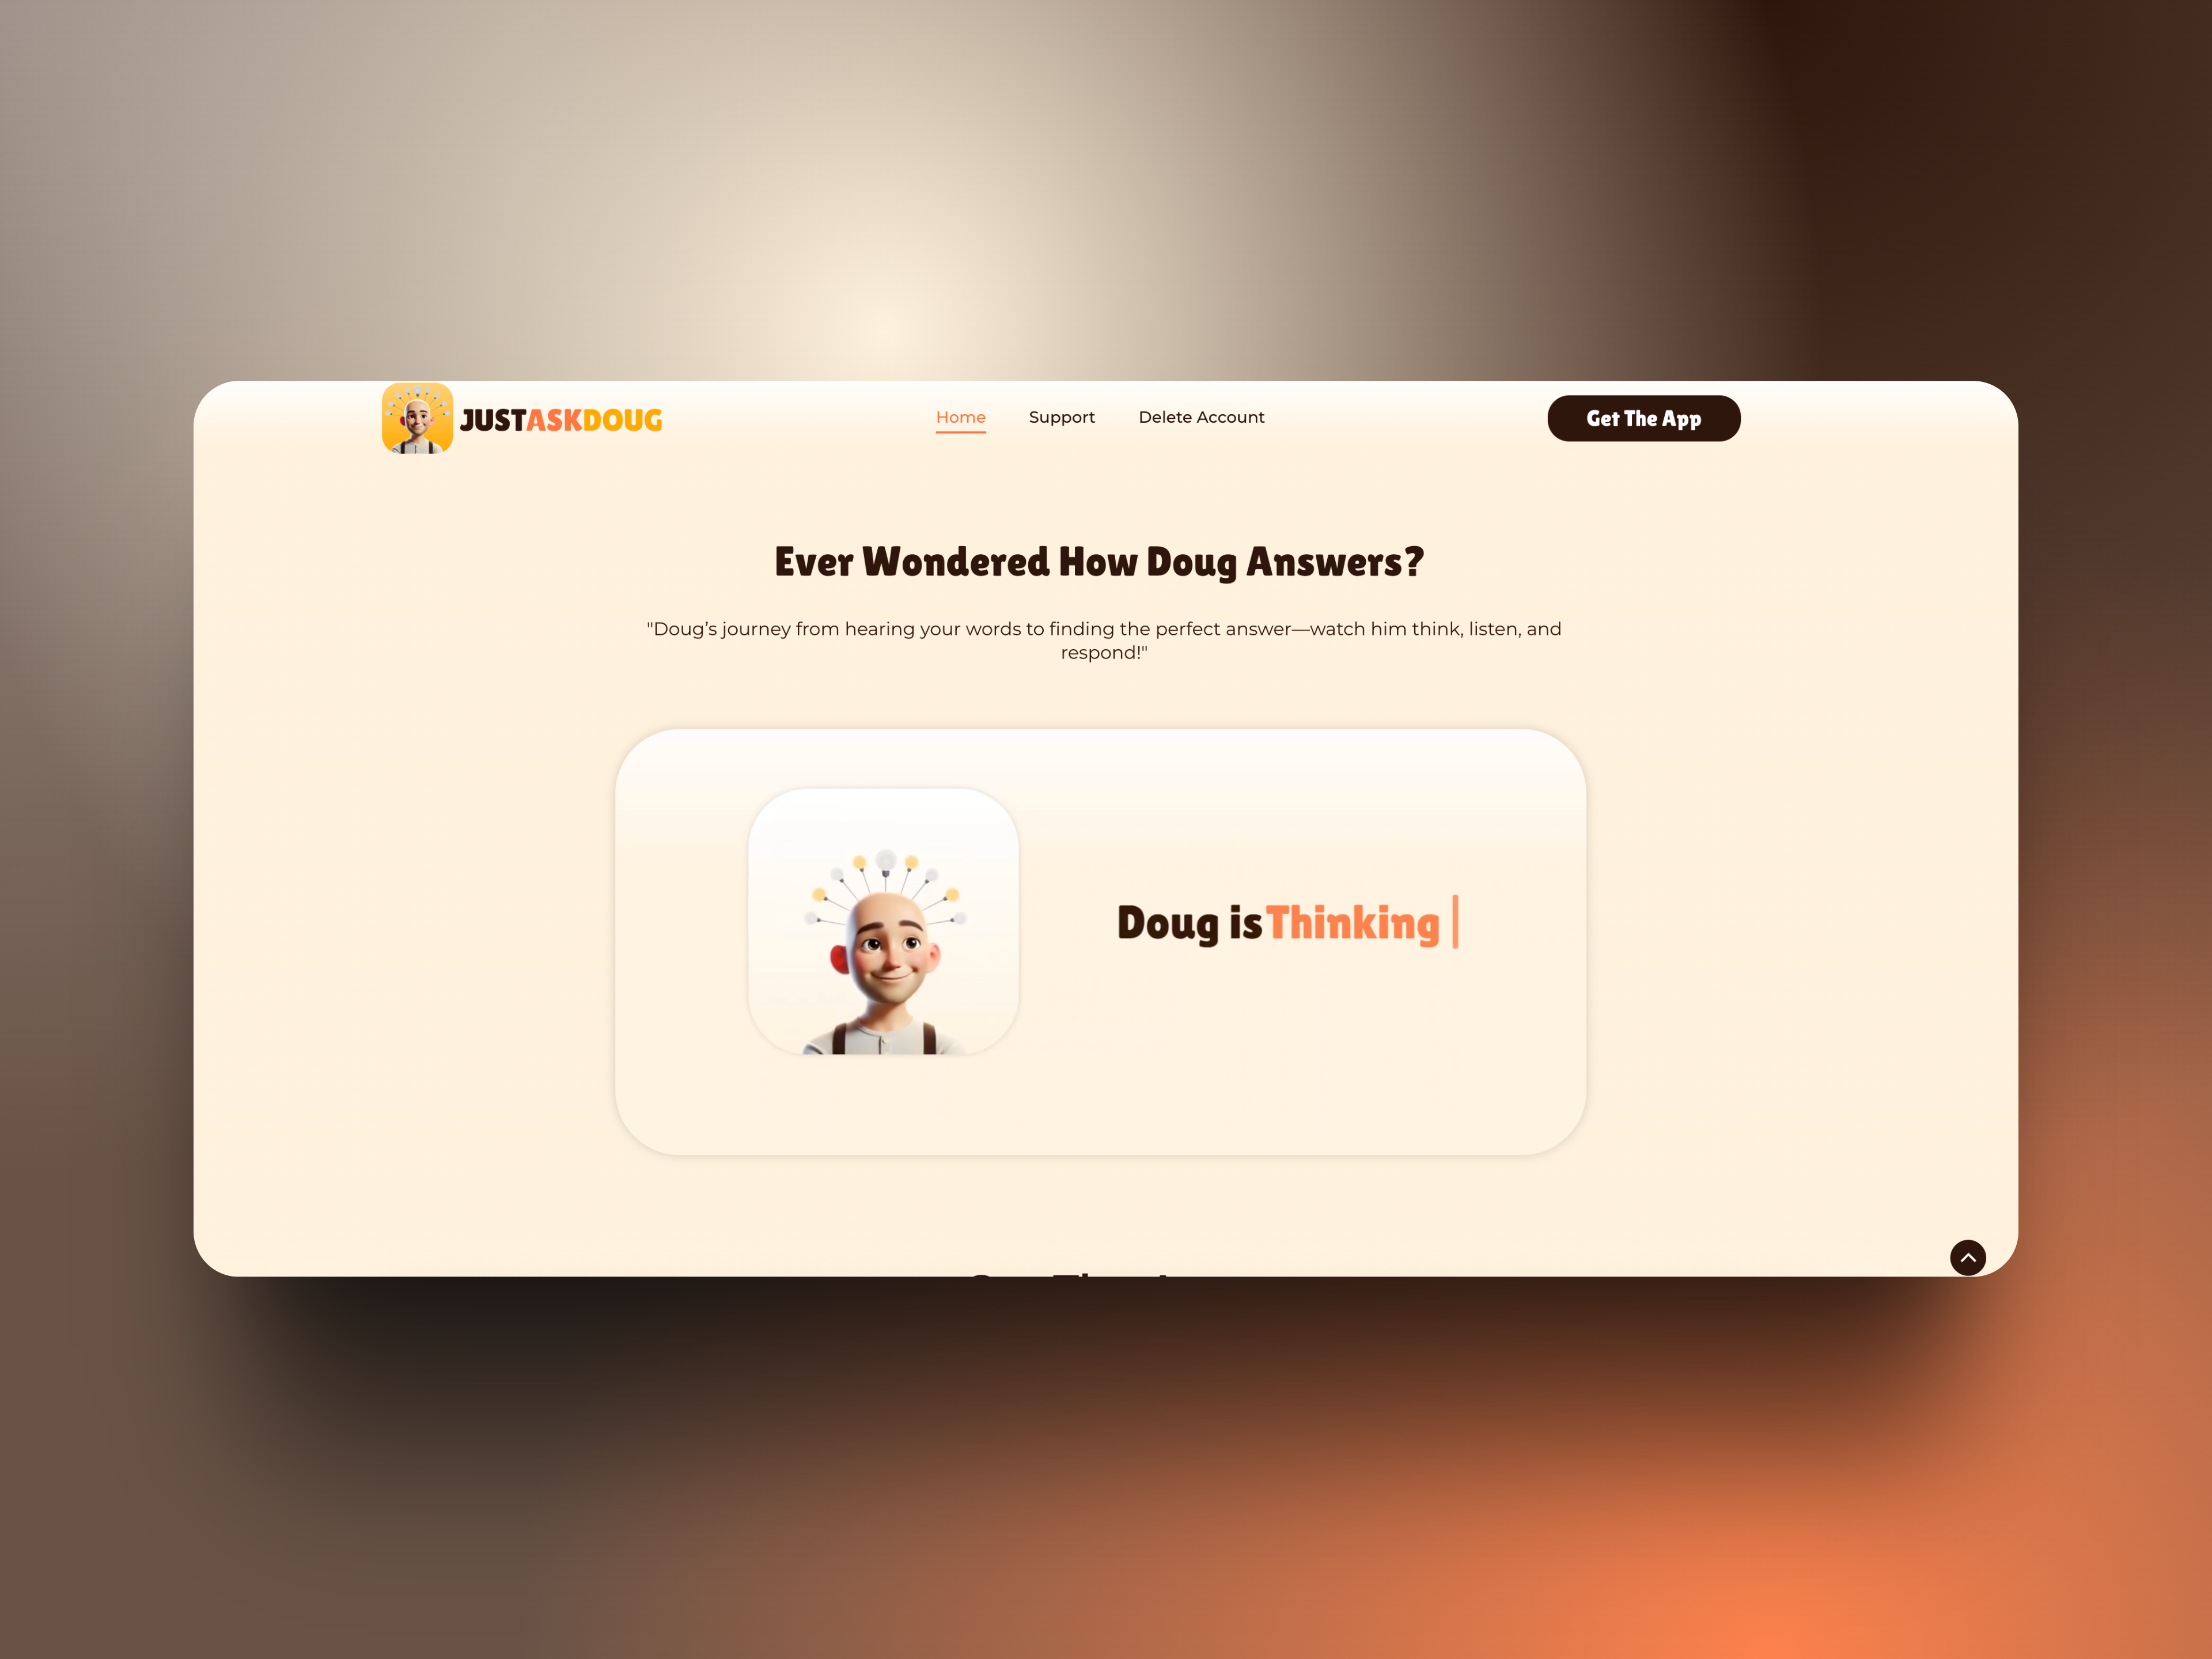 JUSTASKDOUG
Home
Support
Delete Account
Get The App
Ever Wondered How Doug Answers?
"Doug’s journey from hearing your words to finding the perfect answer—watch him think, listen, and
respond!"
Doug is Thinking